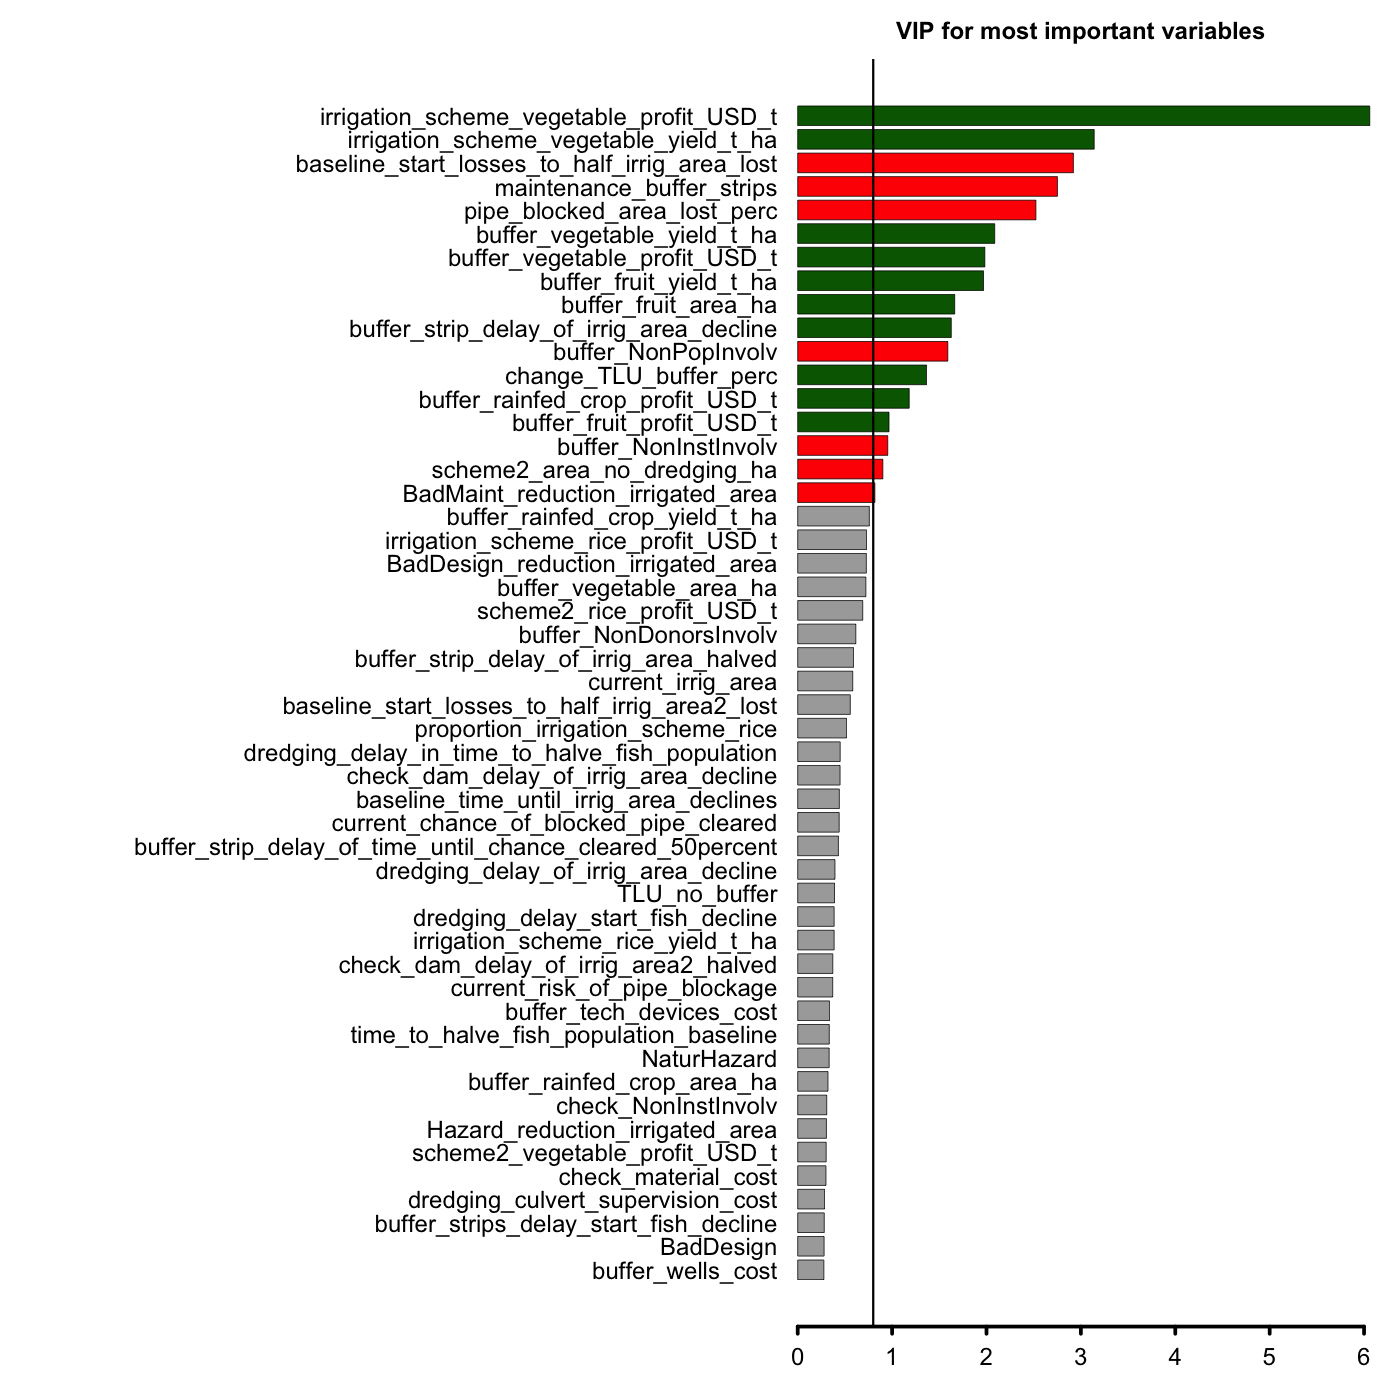 VIP for most important variables
irrigation_scheme_vegetable_profit_USD_t
irrigation_scheme_vegetable_yield_t_ha
baseline_start_losses_to_half_irrig_area_lost
maintenance_buffer_strips
pipe_blocked_area_lost_perc
buffer_vegetable_yield_t_ha
buffer_vegetable_profit_USD_t
buffer_fruit_yield_t_ha
buffer_fruit_area_ha
buffer_strip_delay_of_irrig_area_decline
buffer_NonPopInvolv
change_TLU_buffer_perc
buffer_rainfed_crop_profit_USD_t
buffer_fruit_profit_USD_t
buffer_NonInstInvolv
scheme2_area_no_dredging_ha
BadMaint_reduction_irrigated_area
buffer_rainfed_crop_yield_t_ha
irrigation_scheme_rice_profit_USD_t
BadDesign_reduction_irrigated_area
buffer_vegetable_area_ha
scheme2_rice_profit_USD_t
buffer_NonDonorsInvolv
buffer_strip_delay_of_irrig_area_halved
current_irrig_area
baseline_start_losses_to_half_irrig_area2_lost
proportion_irrigation_scheme_rice
dredging_delay_in_time_to_halve_fish_population
check_dam_delay_of_irrig_area_decline
baseline_time_until_irrig_area_declines
current_chance_of_blocked_pipe_cleared
buffer_strip_delay_of_time_until_chance_cleared_50percent
dredging_delay_of_irrig_area_decline
TLU_no_buffer
dredging_delay_start_fish_decline
irrigation_scheme_rice_yield_t_ha
check_dam_delay_of_irrig_area2_halved
current_risk_of_pipe_blockage
buffer_tech_devices_cost
time_to_halve_fish_population_baseline
NaturHazard
buffer_rainfed_crop_area_ha
check_NonInstInvolv
Hazard_reduction_irrigated_area
scheme2_vegetable_profit_USD_t
check_material_cost
dredging_culvert_supervision_cost
buffer_strips_delay_start_fish_decline
BadDesign
buffer_wells_cost
0 1 2 3 4 5 6